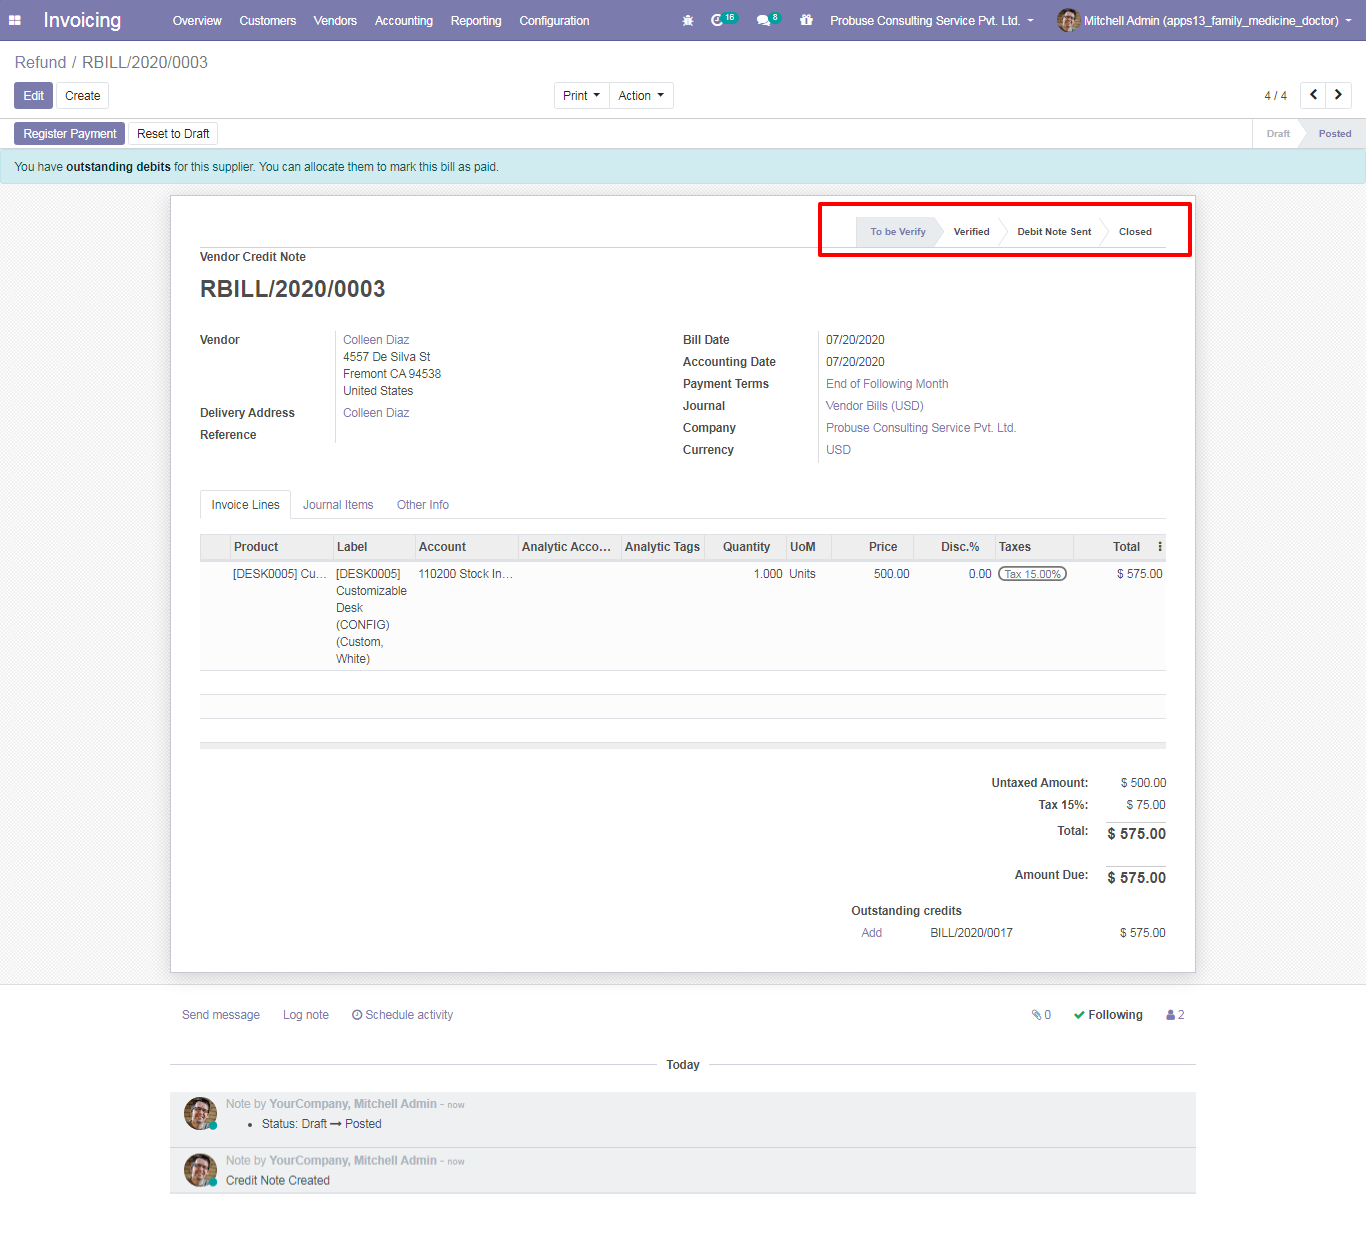 Invoicing Overview Customers Vendors Accounting Reporting Configuration 16 8 Probuse Consulting Service Pvt. Ltd. Mitchell Admin (apps13_family_medicine_doctor)
Refund / RBILL/2020/0003
Edit Create Print Action 4 / 4
Register Payment Reset to Draft Draft Posted
You have outstanding debits for this supplier. You can allocate them to mark this bill as paid.
To be Verify Verified Debit Note Sent Closed
Vendor Credit Note
RBILL/2020/0003
Vendor Colleen Diaz
4557 De Silva St
Fremont CA 94538
United States
Delivery Address Colleen Diaz
Reference
Bill Date 07/20/2020
Accounting Date 07/20/2020
Payment Terms End of Following Month
Journal Vendor Bills (USD)
Company Probuse Consulting Service Pvt. Ltd.
Currency USD
Invoice Lines Journal Items Other Info
Product Label Account Analytic Acco... Analytic Tags Quantity UoM Price Disc.% Taxes Total
[DESK0005] Cu... [DESK0005] 110200 Stock In... 1.000 Units 500.00 0.00 Tax 15.00% $ 575.00
Customizable
Desk
(CONFIG)
(Custom,
White)
Untaxed Amount: $ 500.00
Tax 15%: $ 75.00
Total: $ 575.00
Amount Due: $ 575.00
Outstanding credits
Add BILL/2020/0017 $ 575.00
Send message Log note Schedule activity 0 Following 2
Today
Note by YourCompany, Mitchell Admin - now
• Status: Draft → Posted
Note by YourCompany, Mitchell Admin - now
Credit Note Created